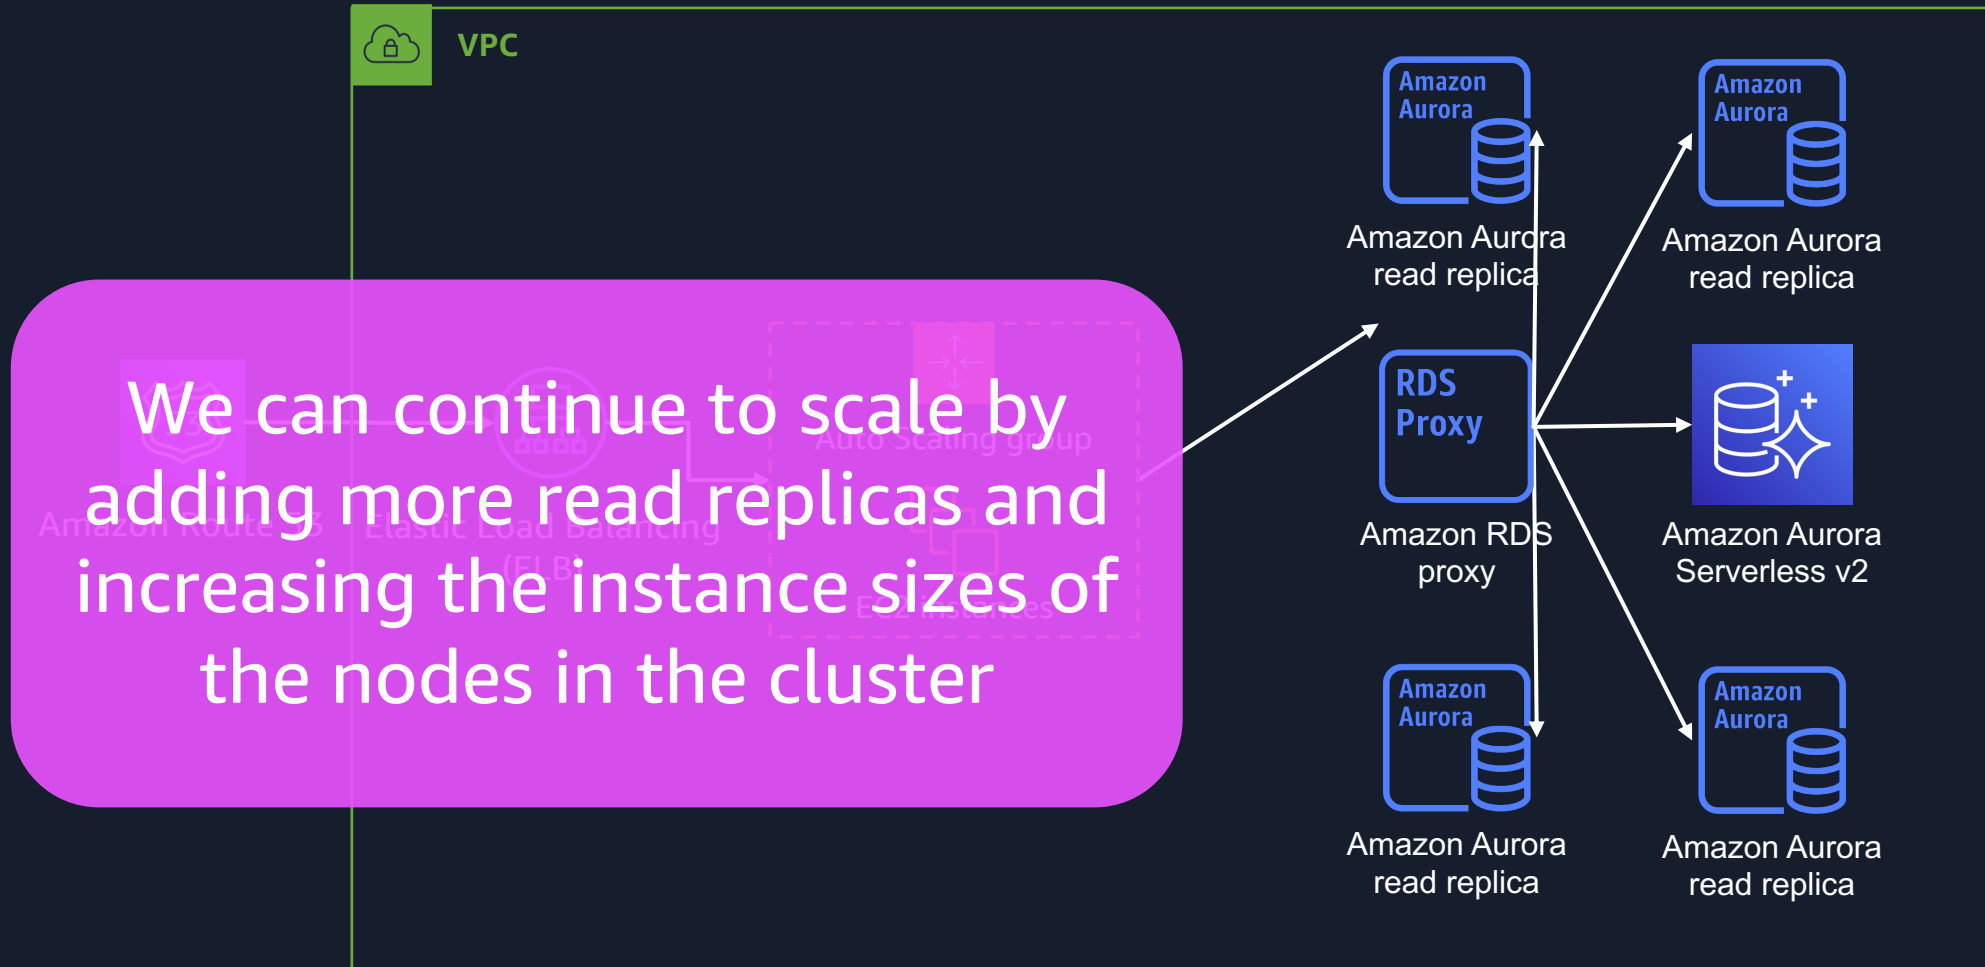 VPC
Amazon
Aurora
Amazon Aurora
read replica
Amazon
Aurora
Amazon Aurora
read replica
We can continue to scale by
adding more read replicas and
increasing the instance sizes of
the nodes in the cluster
Amazon Route 53
Elastic Load Balancing
(ELB)
Auto Scaling group
EC2 instances
RDS
Proxy
Amazon RDS
proxy
Amazon Aurora
Serverless v2
Amazon
Aurora
Amazon Aurora
read replica
Amazon
Aurora
Amazon Aurora
read replica